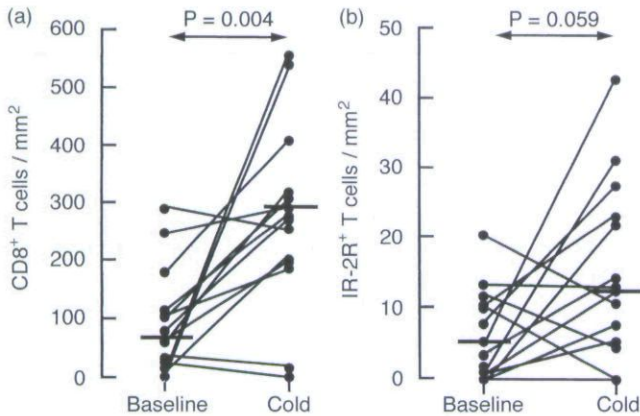 (a)
P = 0.004
600
500
400
300
200
100
0
CD8⁺ T cells / mm²
Baseline
Cold
(b)
P = 0.059
50
40
30
20
10
0
IR-2R⁺ T cells / mm²
Baseline
Cold